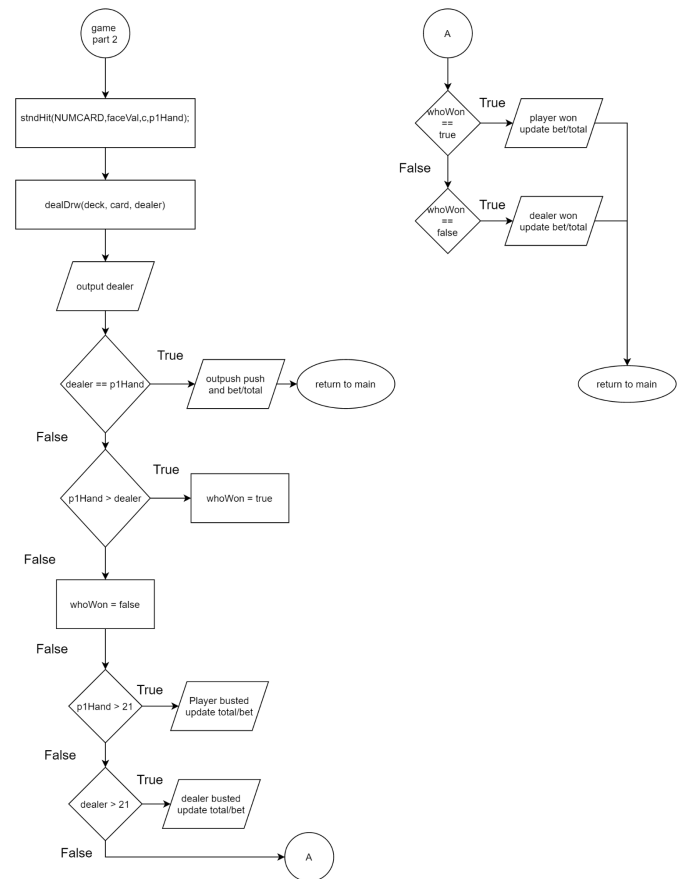 game
part 2
stndHit(NUMCARD,faceVal,c,p1Hand);
dealDrw(deck, card, dealer)
output dealer
True
dealer == p1Hand
outpush push
and bet/total
return to main
False
True
p1Hand > dealer
whoWon = true
False
whoWon = false
False
True
p1Hand > 21
Player busted
update total/bet
False
True
dealer > 21
dealer busted
update total/bet
False
A
A
whoWon
==
true
True
player won
update bet/total
False
whoWon
==
false
True
dealer won
update bet/total
return to main